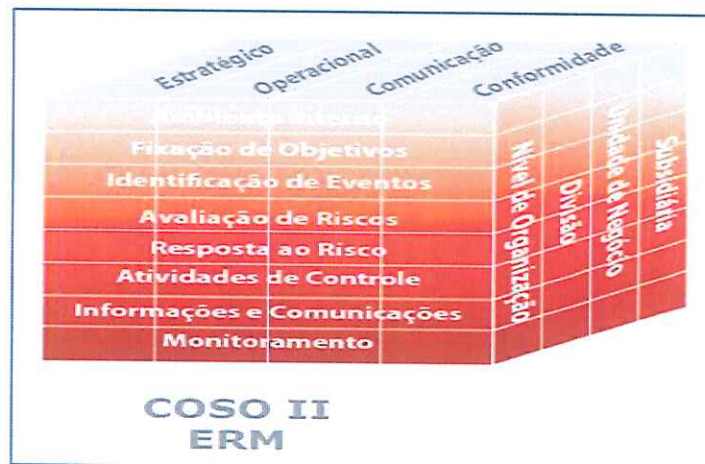 Estratégico
Operacional
Comunicação
Conformidade
Ambiente Interno
Fixação de Objetivos
Identificação de Eventos
Avaliação de Riscos
Resposta ao Risco
Atividades de Controle
Informações e Comunicações
Monitoramento
Nível de Organização
Divisão
Unidade de Negócio
Subsidiária
COSO II
ERM